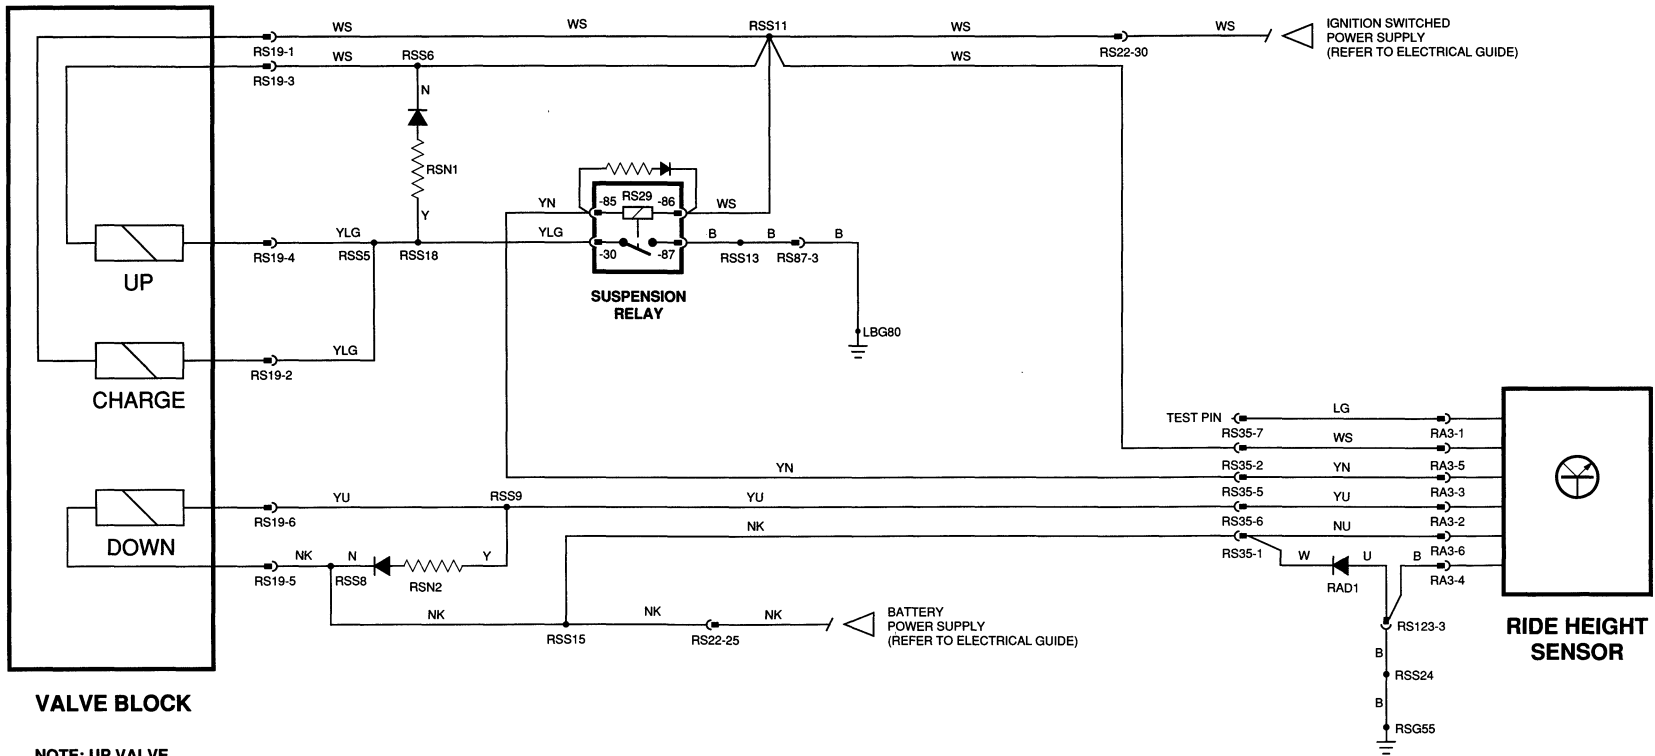 WS
WS
RSS11
WS
WS
IGNITION SWITCHED
POWER SUPPLY
(REFER TO ELECTRICAL GUIDE)
RS19-1
RS22-30
WS
RSS6
WS
RS19-3
N
RSN1
Y
YN
-85
RS29
-86
WS
YLG
YLG
B
B
B
RS19-4
RSS5
RSS18
-30
-87
RSS13
RS87-3
UP
SUSPENSION
RELAY
LBG80
YLG
RS19-2
CHARGE
TEST PIN
LG
RS35-7
RA3-1
WS
RS35-2
RA3-5
YN
YN
RS35-5
RA3-3
YU
RSS9
YU
YU
RS19-6
RS35-6
RA3-2
DOWN
NK
NU
RS35-1
RA3-6
NK
N
Y
W
U
B
RS19-5
RSS8
RSN2
RAD1
RA3-4
NK
NK
NK
BATTERY
POWER SUPPLY
(REFER TO ELECTRICAL GUIDE)
RSS15
RS22-25
RS123-3
RIDE HEIGHT
SENSOR
B
RSS24
B
RSG55
VALVE BLOCK
NOTE: UP VALVE